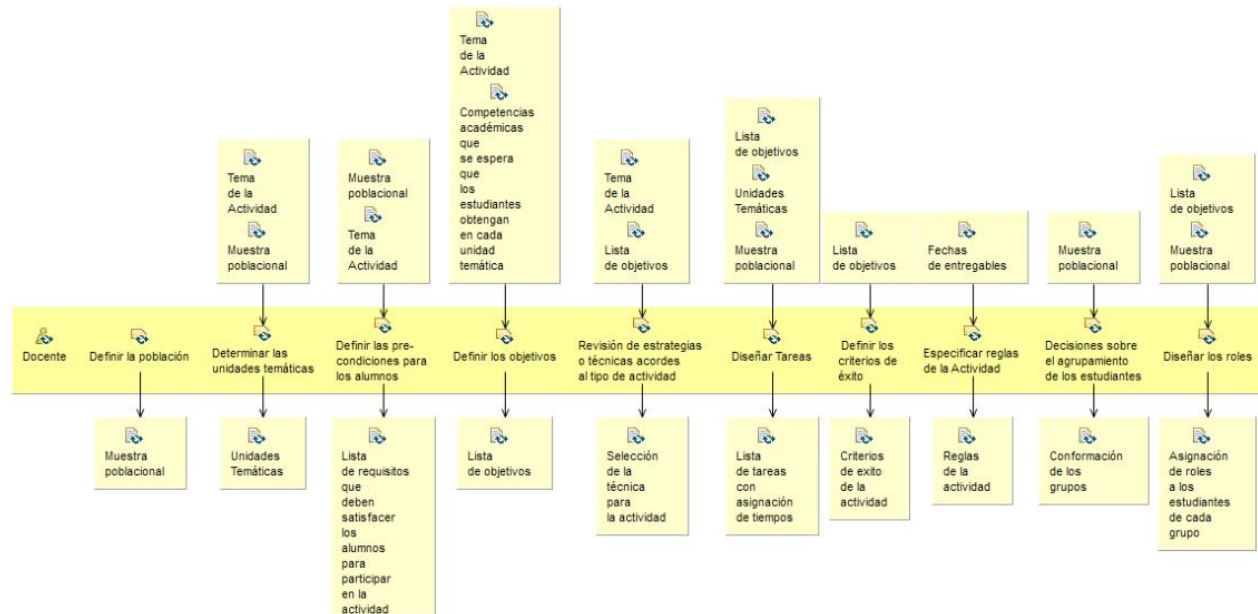 Tema
de la
Actividad
Competencias
académicas
que
se espera
que
los
estudiantes
obtengan
en cada
unidad
temática
Tema
de la
Actividad
Muestra
poblacional
Muestra
poblacional
Tema
de la
Actividad
Tema
de la
Actividad
Lista
de objetivos
Lista
de objetivos
Unidades
Temáticas
Muestra
poblacional
Lista
de objetivos
Fechas
de entregables
Muestra
poblacional
Lista
de objetivos
Muestra
poblacional
Docente
Definir la población
Determinar las
unidades temáticas
Definir las pre-
condiciones para
los alumnos
Definir los objetivos
Revisión de estrategias
o técnicas acordes
al tipo de actividad
Diseñar Tareas
Definir los
criterios de
éxito
Especificar reglas
de la Actividad
Decisiones sobre
el agrupamiento
de los estudiantes
Diseñar los roles
Muestra
poblacional
Unidades
Temáticas
Lista
de requisitos
que
deben
satisfacer
los
alumnos
para
participar
en la
actividad
Lista
de objetivos
Selección
de la
técnica
para
la actividad
Lista
de tareas
con
asignación
de tiempos
Criterios
de exito
de la
actividad
Reglas
de la
actividad
Conformación
de los
grupos
Asignación
de roles
a los
estudiantes
de cada
grupo